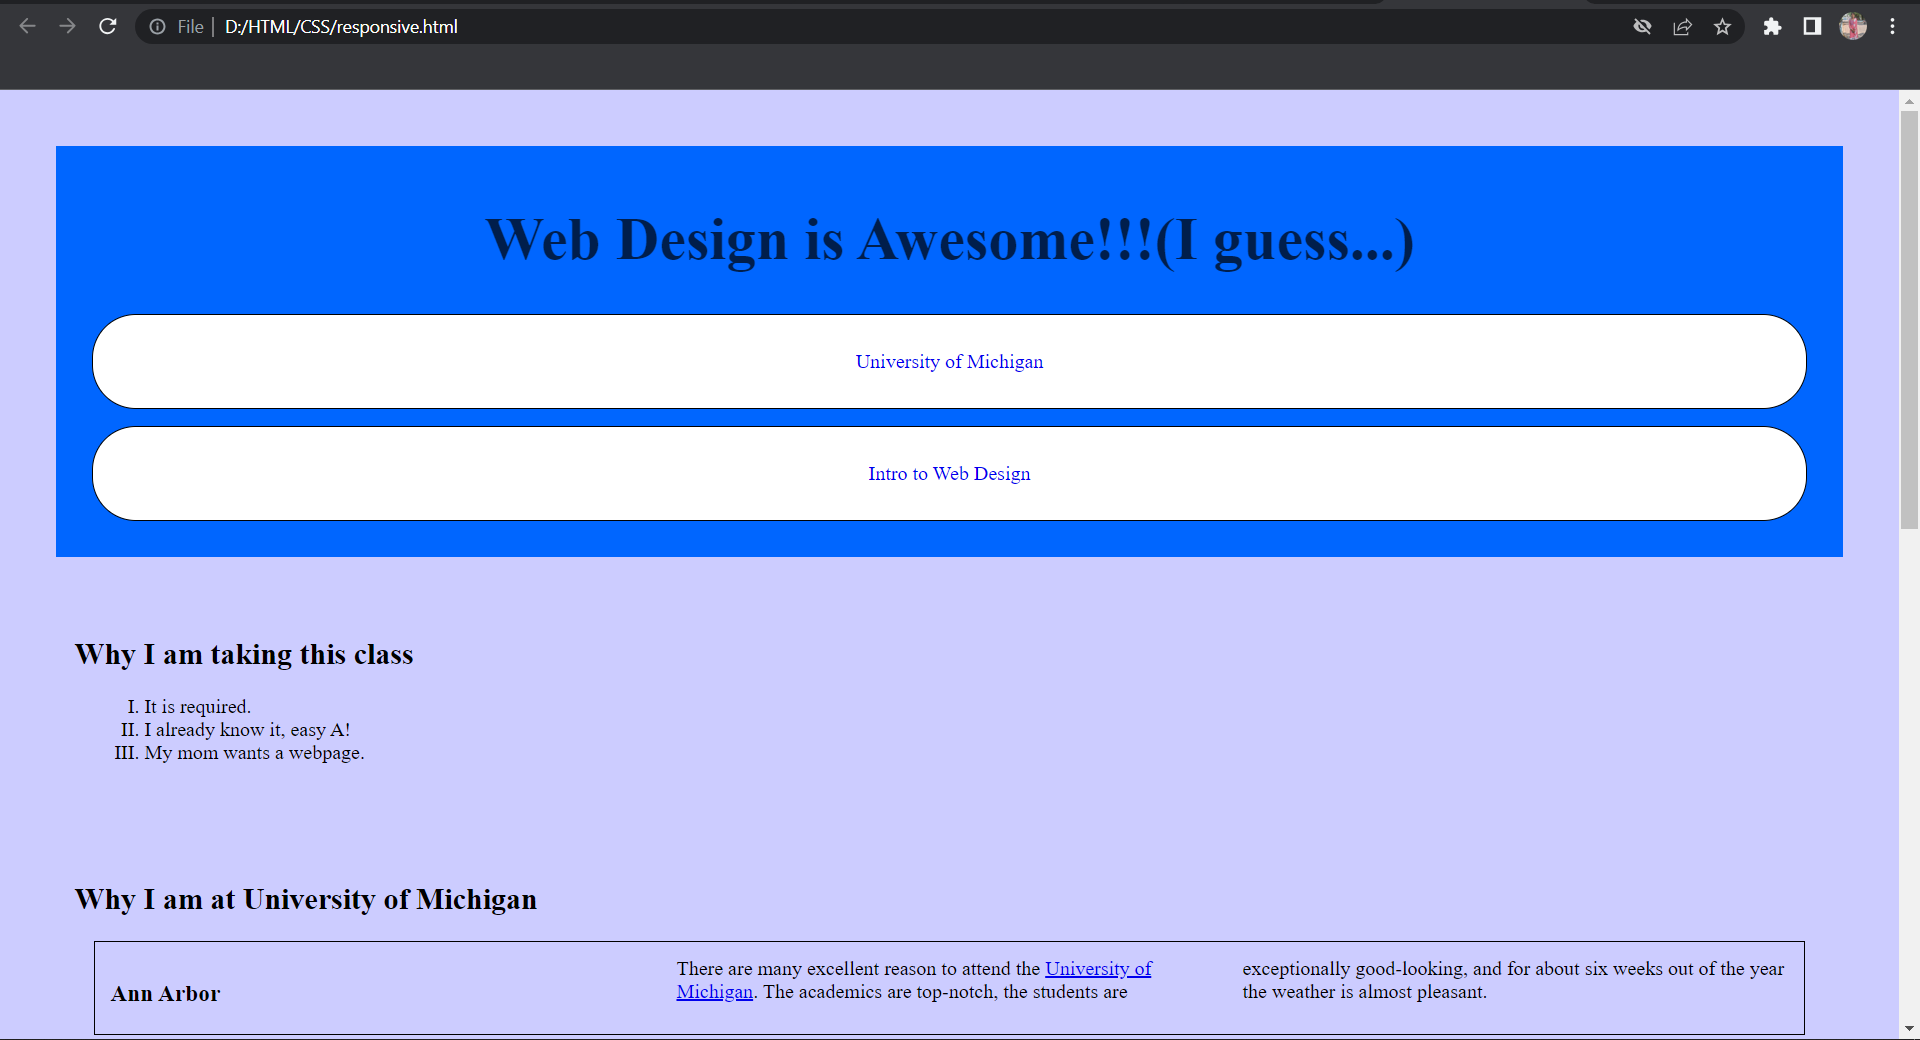 File | D:/HTML/CSS/responsive.html
Web Design is Awesome!!!(I guess...)
University of Michigan
Intro to Web Design
Why I am taking this class
I. It is required.
II. I already know it, easy A!
III. My mom wants a webpage.
Why I am at University of Michigan
Ann Arbor
There are many excellent reason to attend the University of
Michigan. The academics are top-notch, the students are
exceptionally good-looking, and for about six weeks out of the year
the weather is almost pleasant.